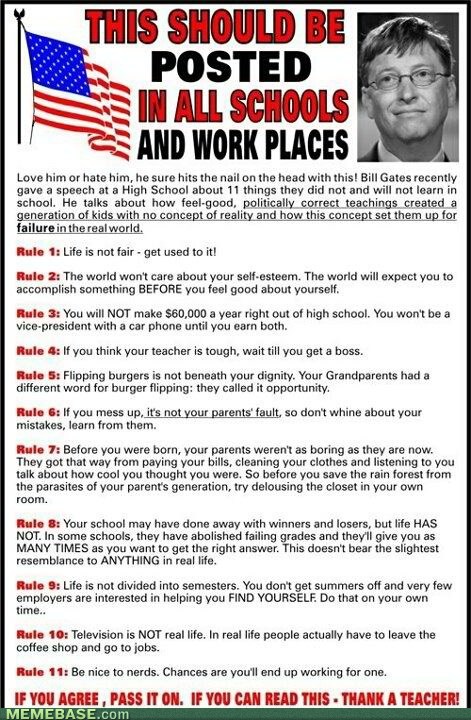 THIS SHOULD BE
POSTED
IN ALL SCHOOLS
AND WORK PLACES
Love him or hate him, he sure hits the nail on the head with this! Bill Gates recently
gave a speech at a High School about 11 things they did not and will not learn in
school. He talks about how feel-good, politically correct teachings created a
generation of kids with no concept of reality and how this concept set them up for
failure in the real world.
Rule 1: Life is not fair - get used to it!
Rule 2: The world won't care about your self-esteem. The world will expect you to
accomplish something BEFORE you feel good about yourself.
Rule 3: You will NOT make $60,000 a year right out of high school. You won't be a
vice-president with a car phone until you earn both.
Rule 4: If you think your teacher is tough, wait till you get a boss.
Rule 5: Flipping burgers is not beneath your dignity. Your Grandparents had a
different word for burger flipping: they called it opportunity.
Rule 6: If you mess up, it's not your parents' fault, so don't whine about your
mistakes, learn from them.
Rule 7: Before you were born, your parents weren't as boring as they are now.
They got that way from paying your bills, cleaning your clothes and listening to you
talk about how cool you thought you were. So before you save the rain forest from
the parasites of your parent's generation, try delousing the closet in your own
room.
Rule 8: Your school may have done away with winners and losers, but life HAS
NOT. In some schools, they have abolished failing grades and they'll give you as
MANY TIMES as you want to get the right answer. This doesn't bear the slightest
resemblance to ANYTHING in real life.
Rule 9: Life is not divided into semesters. You don't get summers off and very few
employers are interested in helping you FIND YOURSELF. Do that on your own
time..
Rule 10: Television is NOT real life. In real life people actually have to leave the
coffee shop and go to jobs.
Rule 11: Be nice to nerds. Chances are you'll end up working for one.
IF YOU AGREE , PASS IT ON. IF YOU CAN READ THIS - THANK A TEACHER!
MEMEBASE.com